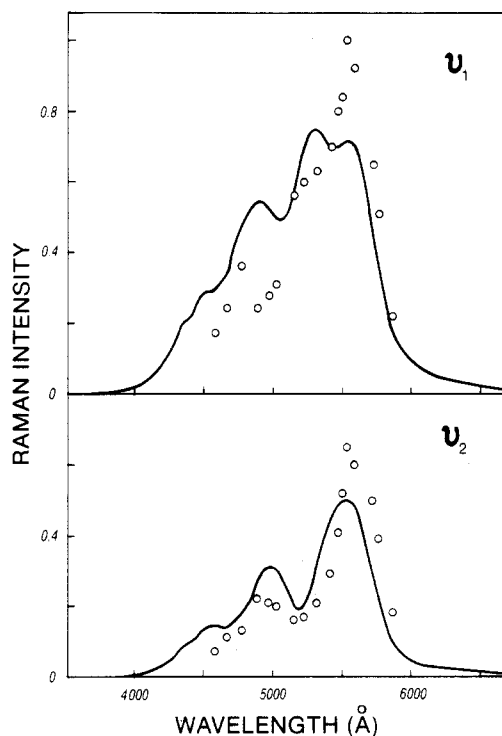 υ₁
0.8
0.4
0
RAMAN INTENSITY
υ₂
0.4
0
4000 5000 6000
WAVELENGTH (Å)